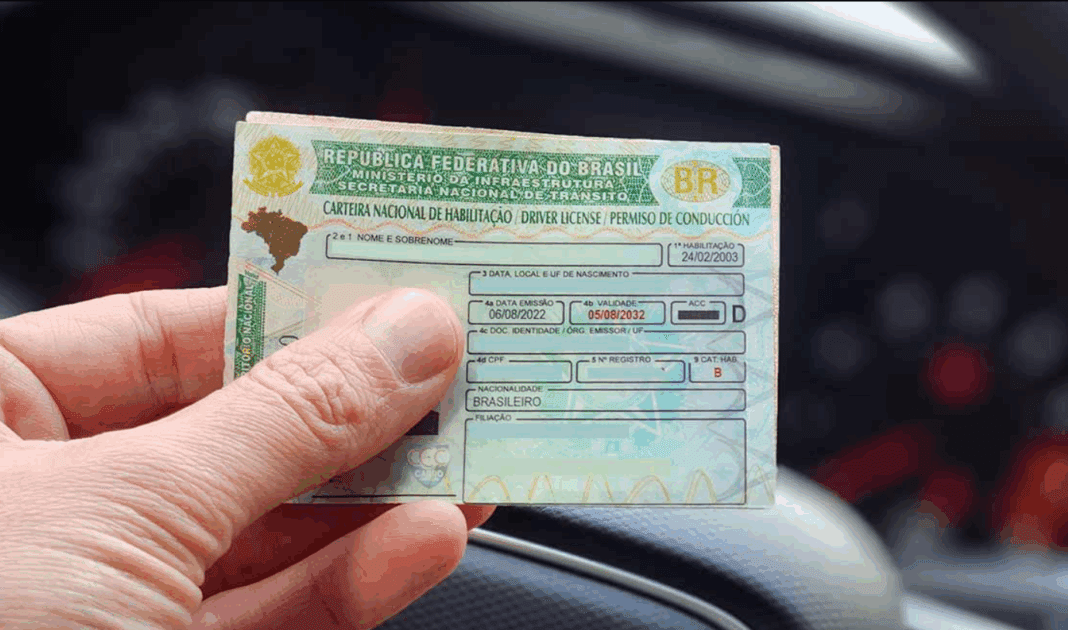 REPÚBLICA FEDERATIVA DO BRASIL
MINISTÉRIO DA INFRAESTRUTURA
SECRETARIA NACIONAL DE TRÂNSITO
BR
CARTEIRA NACIONAL DE HABILITAÇÃO / DRIVER LICENSE / PERMISO DE CONDUCCIÓN
2 e 1 NOME E SOBRENOME
1ª HABILITAÇÃO
24/02/2003
3 DATA, LOCAL E UF DE NASCIMENTO
4a DATA EMISSÃO
06/08/2022
4b VALIDADE
05/08/2032
ACC
D
4c DOC. IDENTIDADE / ÓRG. EMISSOR / UF
4d CPF
5 Nº REGISTRO
9 CAT. HAB.
B
NACIONALIDADE
BRASILEIRO
FILIAÇÃO
TÓRIO NACIONAL